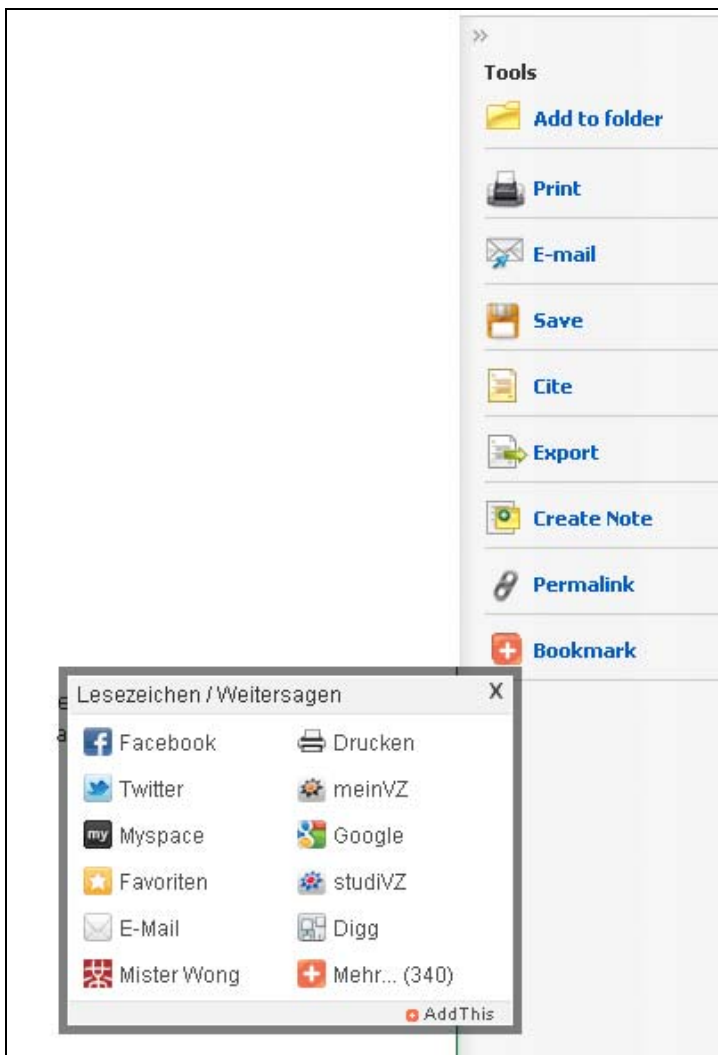 »
Tools
Add to folder
Print
E-mail
Save
Cite
Export
Create Note
Permalink
Bookmark
Lesezeichen / Weitersagen X
Facebook Drucken
Twitter meinVZ
my Myspace Google
Favoriten studiVZ
E-Mail Digg
Mister Wong Mehr... (340)
AddThis